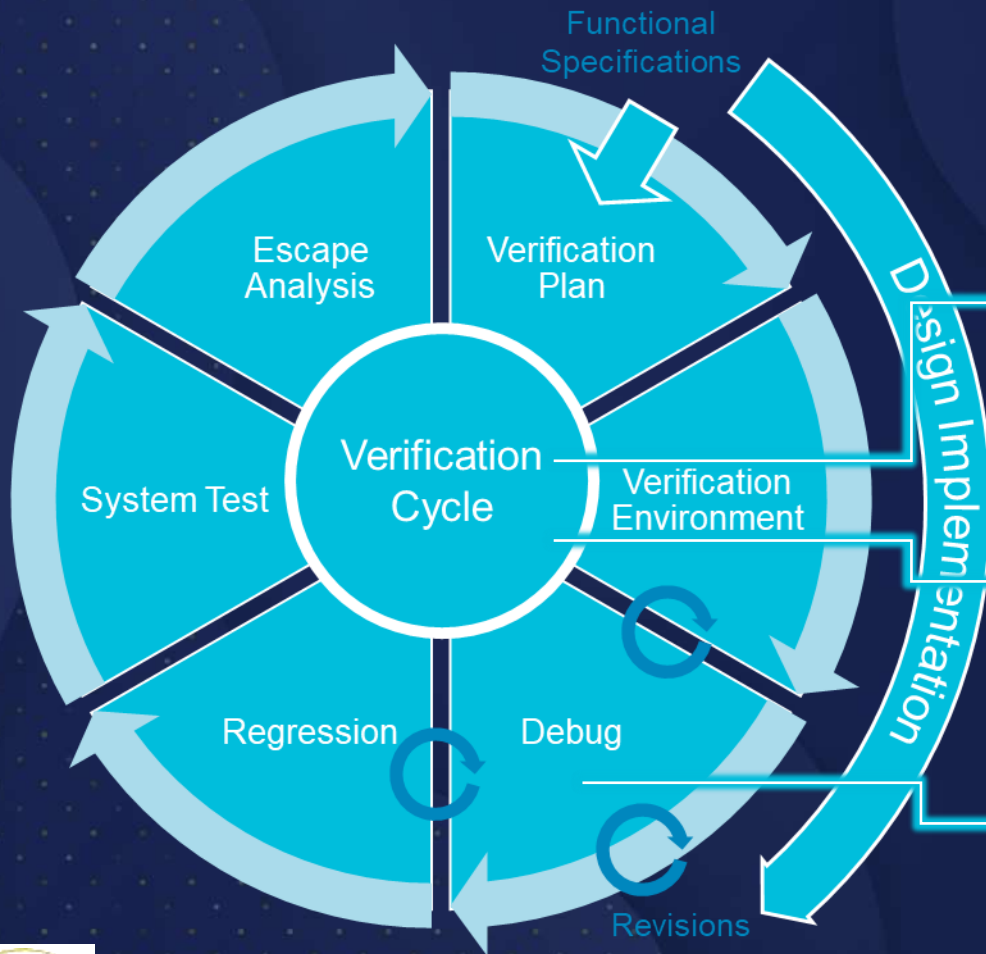 Functional
Specifications
Escape
Analysis
Verification
Plan
Verification
Cycle
System Test
Verification
Environment
Design Implementation
Regression
Debug
Revisions